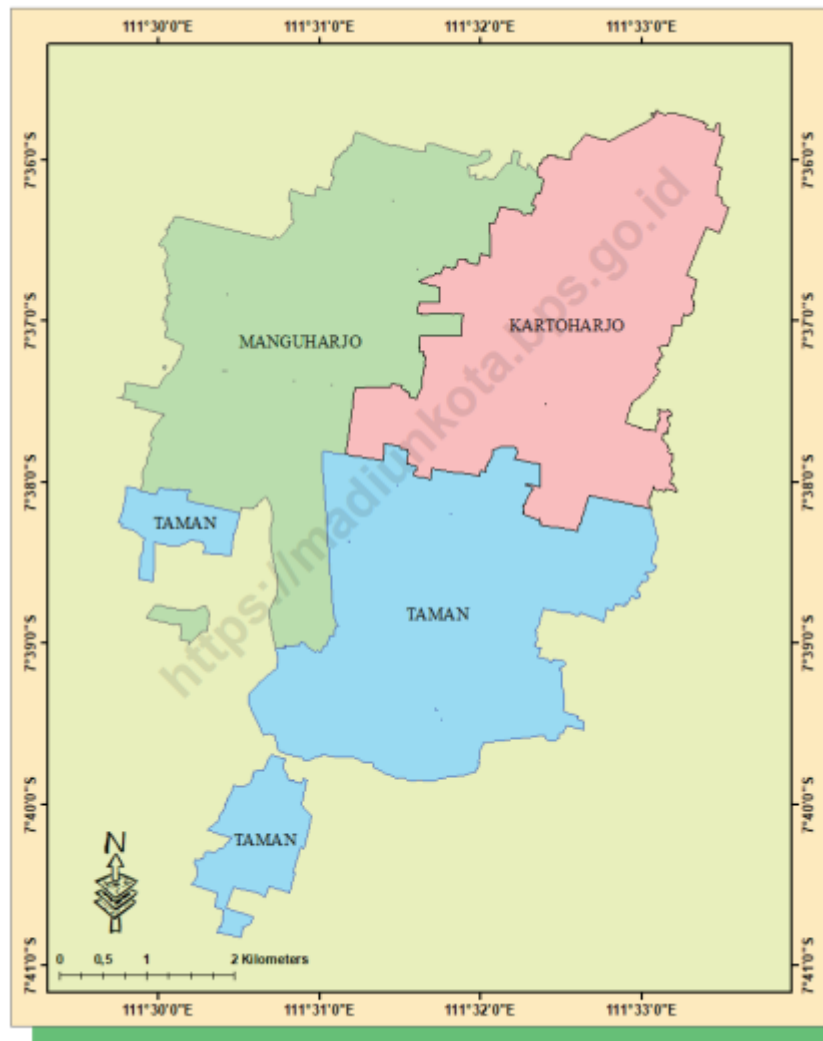 111°30'0"E 111°31'0"E 111°32'0"E 111°33'0"E
7°36'0"S 7°36'0"S
7°37'0"S 7°37'0"S
KARTOHARJO
MANGUHARJO
7°38'0"S 7°38'0"S
TAMAN
TAMAN
7°39'0"S 7°39'0"S
https://madiunkota.bps.go.id
7°40'0"S 7°40'0"S
TAMAN
N
0 0,5 1 2 Kilometers
7°41'0"S 7°41'0"S
111°30'0"E 111°31'0"E 111°32'0"E 111°33'0"E